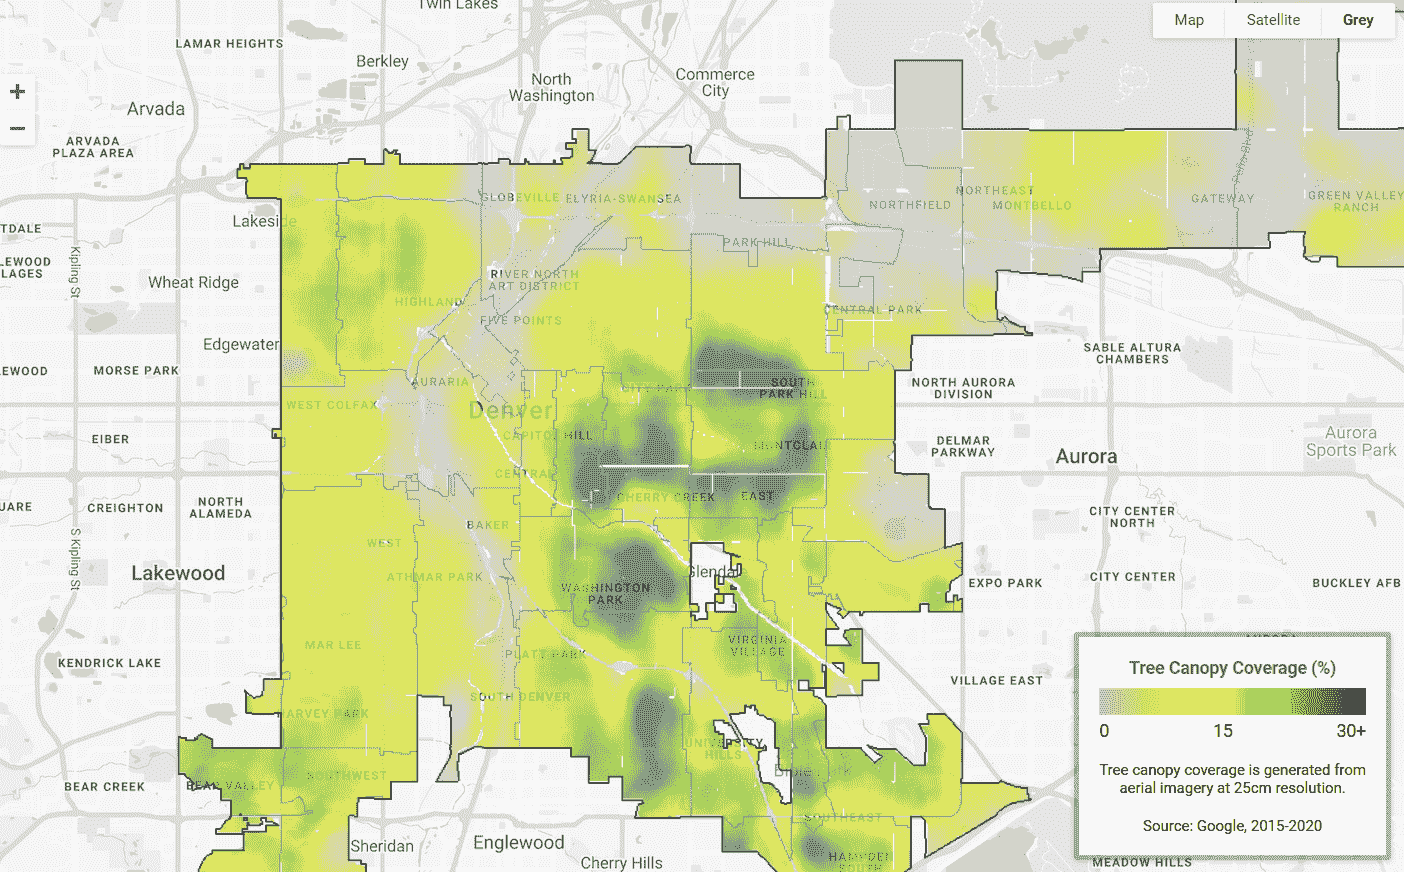 Twin Lakes
Map
Satellite
Grey
LAMAR HEIGHTS
Berkley
North
Washington
Commerce
City
+
−
Arvada
ARVADA
PLAZA AREA
GLOBEVILLE
ELYRIA-SWANSEA
NORTHEAST
MONTBELLO
NORTHFIELD
GATEWAY
GREEN VALLEY
RANCH
Lakeside
TDALE
PARK HILL
LEWOOD
LAGES
Kipling St
Wheat Ridge
RIVER NORTH
ART DISTRICT
HIGHLAND
FIVE POINTS
CENTRAL PARK
Edgewater
SABLE ALTURA
CHAMBERS
LEWOOD
MORSE PARK
AURARIA
CITY PARK
SOUTH
PARK HILL
NORTH AURORA
DIVISION
WEST COLFAX
Denver
EIBER
CAPITOL HILL
MONTCLAIR
DELMAR
PARKWAY
Aurora
Aurora
Sports Park
CENTRAL
UARE
CREIGHTON
NORTH
ALAMEDA
CHERRY CREEK
EAST
CITY CENTER
NORTH
BAKER
S Kipling St
WEST
Lakewood
ATHMAR PARK
WASHINGTON
PARK
Glendale
EXPO PARK
CITY CENTER
BUCKLEY AFB
MAR LEE
PLATT PARK
VIRGINIA
VILLAGE
KENDRICK LAKE
VILLAGE EAST
SOUTH DENVER
HARVEY PARK
UNIVERSITY
HILLS
BEAR CREEK
BEAR VALLEY
SOUTHWEST
SOUTHEAST
Sheridan
Englewood
Cherry Hills
HAMPDEN
SOUTH
Tree Canopy Coverage (%)
0
15
30+
Tree canopy coverage is generated from
aerial imagery at 25cm resolution.
Source: Google, 2015-2020
MEADOW HILLS